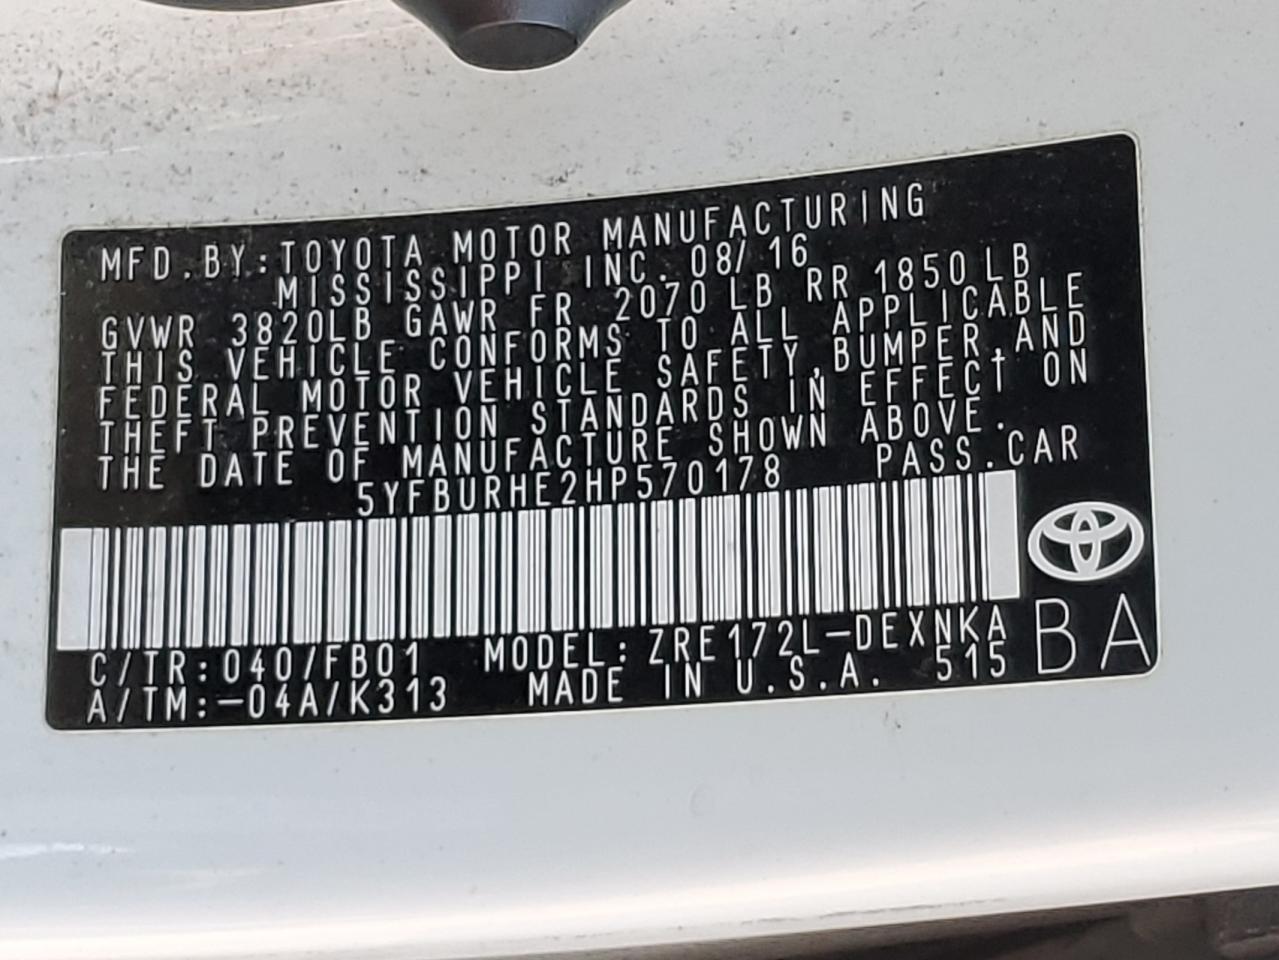 MFD.BY:TOYOTA MOTOR MANUFACTURING
MISSISSIPPI INC. 08/16
GVWR 3820LB GAWR FR 2070 LB RR 1850 LB
THIS VEHICLE CONFORMS TO ALL APPLICABLE
FEDERAL MOTOR VEHICLE SAFETY,BUMPER,AND
THEFT PREVENTION STANDARDS IN EFFECT ON
THE DATE OF MANUFACTURE SHOWN ABOVE.
5YFBURHE2HP570178 PASS.CAR
C/TR:040/FB01 MODEL: ZRE172L-DEXNKA
A/TM:-04A/K313 MADE IN U.S.A. 515
BA